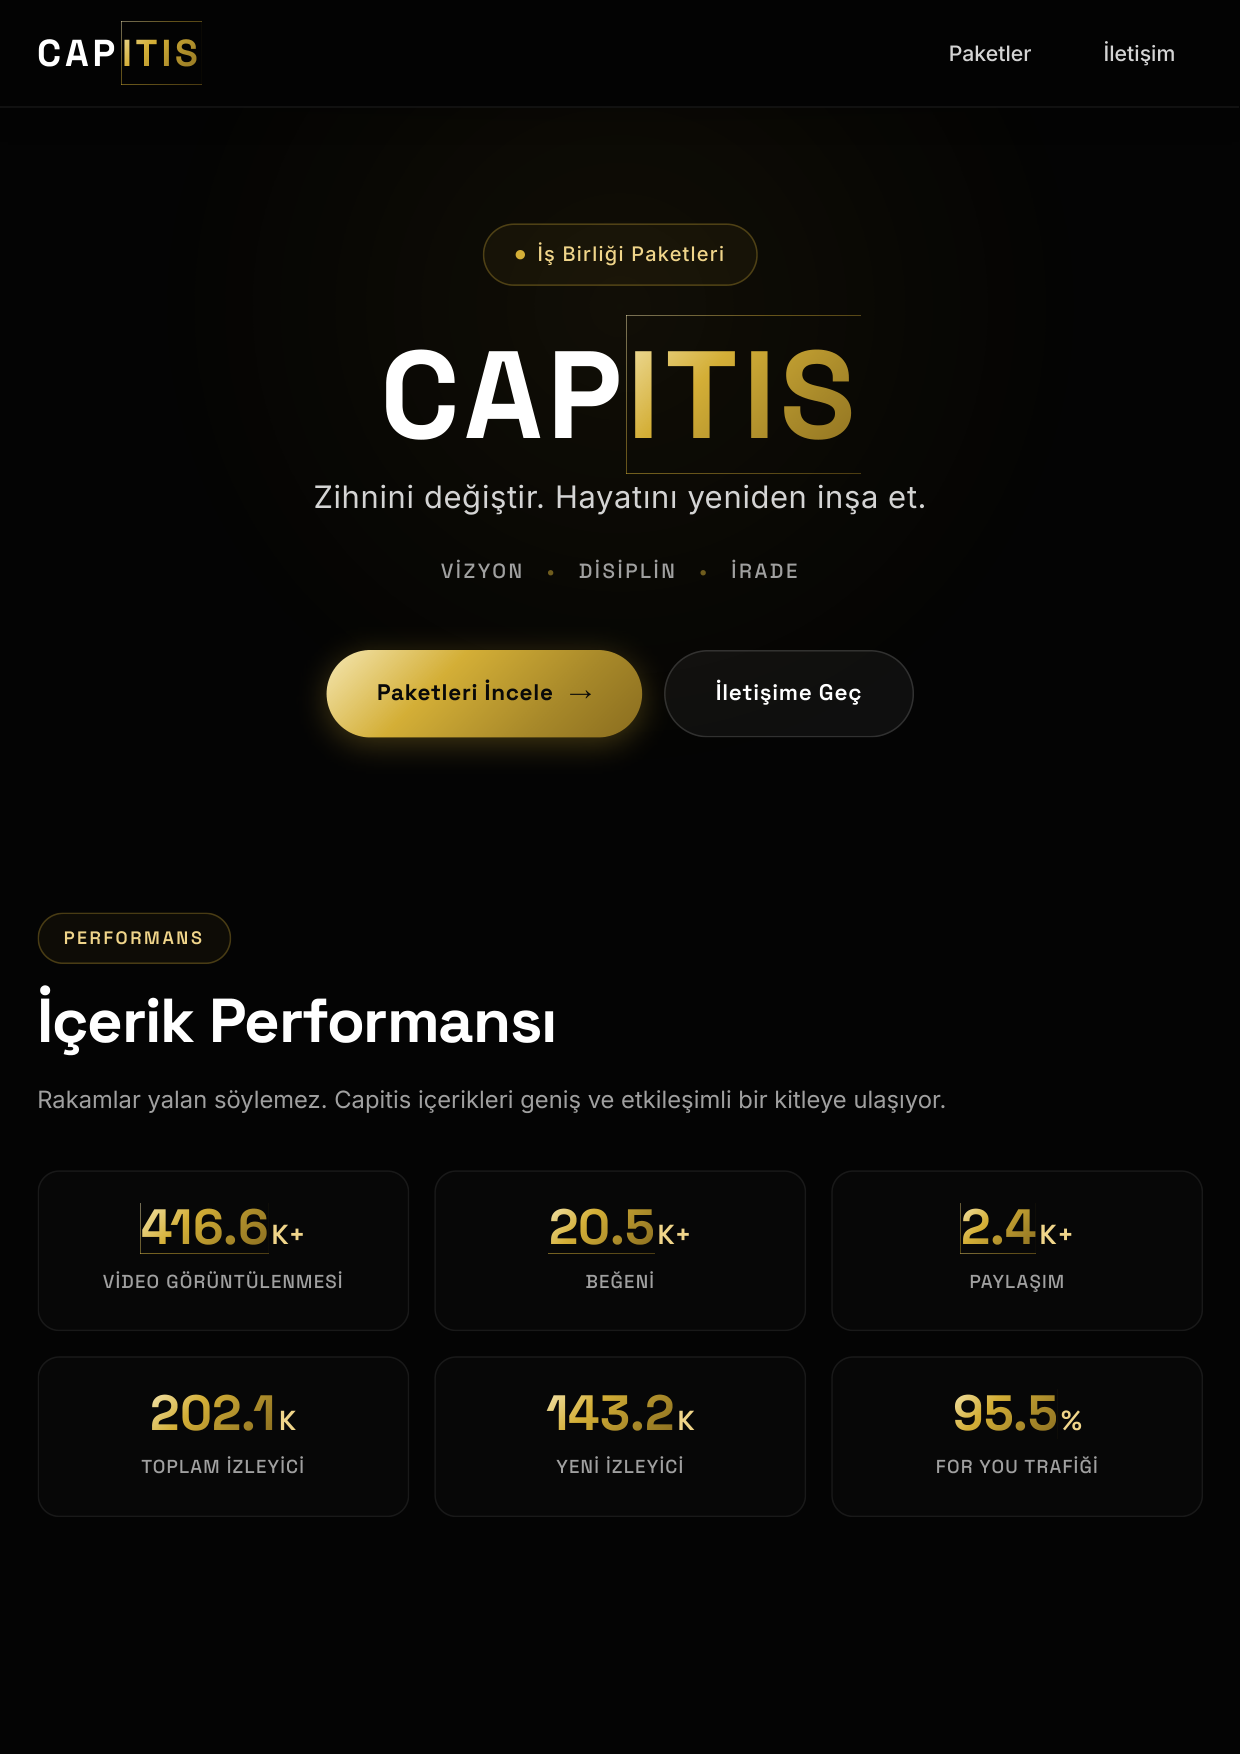 CAPITIS
Paketler
İletişim
İş Birliği Paketleri
CAPITIS
Zihnini değiştir. Hayatını yeniden inşa et.
VİZYON • DİSİPLİN • İRADE
Paketleri İncele →
İletişime Geç
PERFORMANS
İçerik Performansı
Rakamlar yalan söylemez. Capitis içerikleri geniş ve etkileşimli bir kitleye ulaşıyor.
416.6K+
VİDEO GÖRÜNTÜLENMESİ
20.5K+
BEĞENİ
2.4K+
PAYLAŞIM
202.1K
TOPLAM İZLEYİCİ
143.2K
YENİ İZLEYİCİ
95.5%
FOR YOU TRAFİĞİ